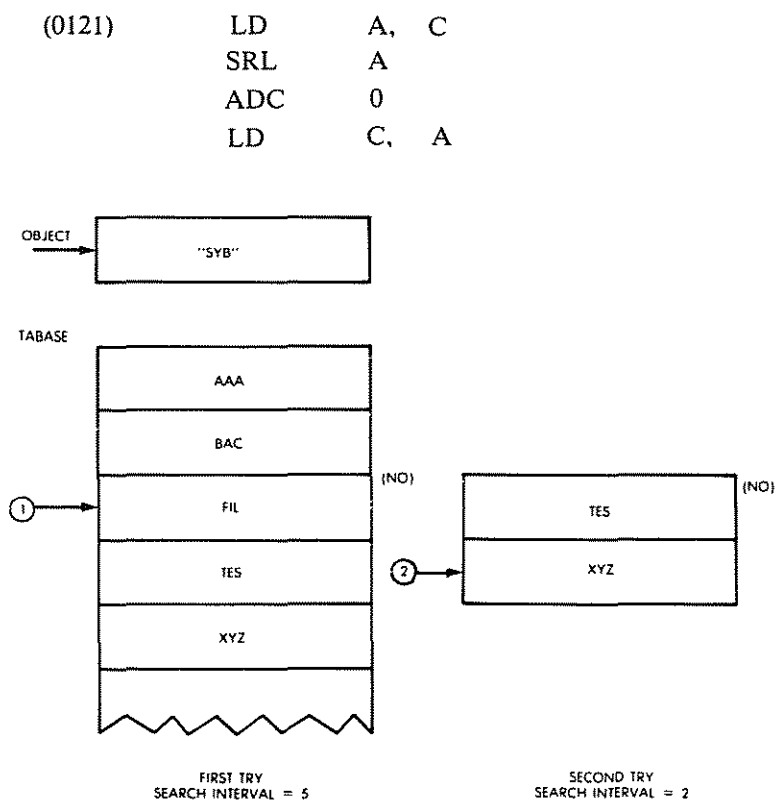 (0121) LD A, C
SRL A
ADC 0
LD C, A
OBJECT
"SYB"
TABASE
AAA
BAC
(NO)
1
FIL
TES
XYZ
(NO)
TES
2
XYZ
FIRST TRY
SEARCH INTERVAL = 5
SECOND TRY
SEARCH INTERVAL = 2